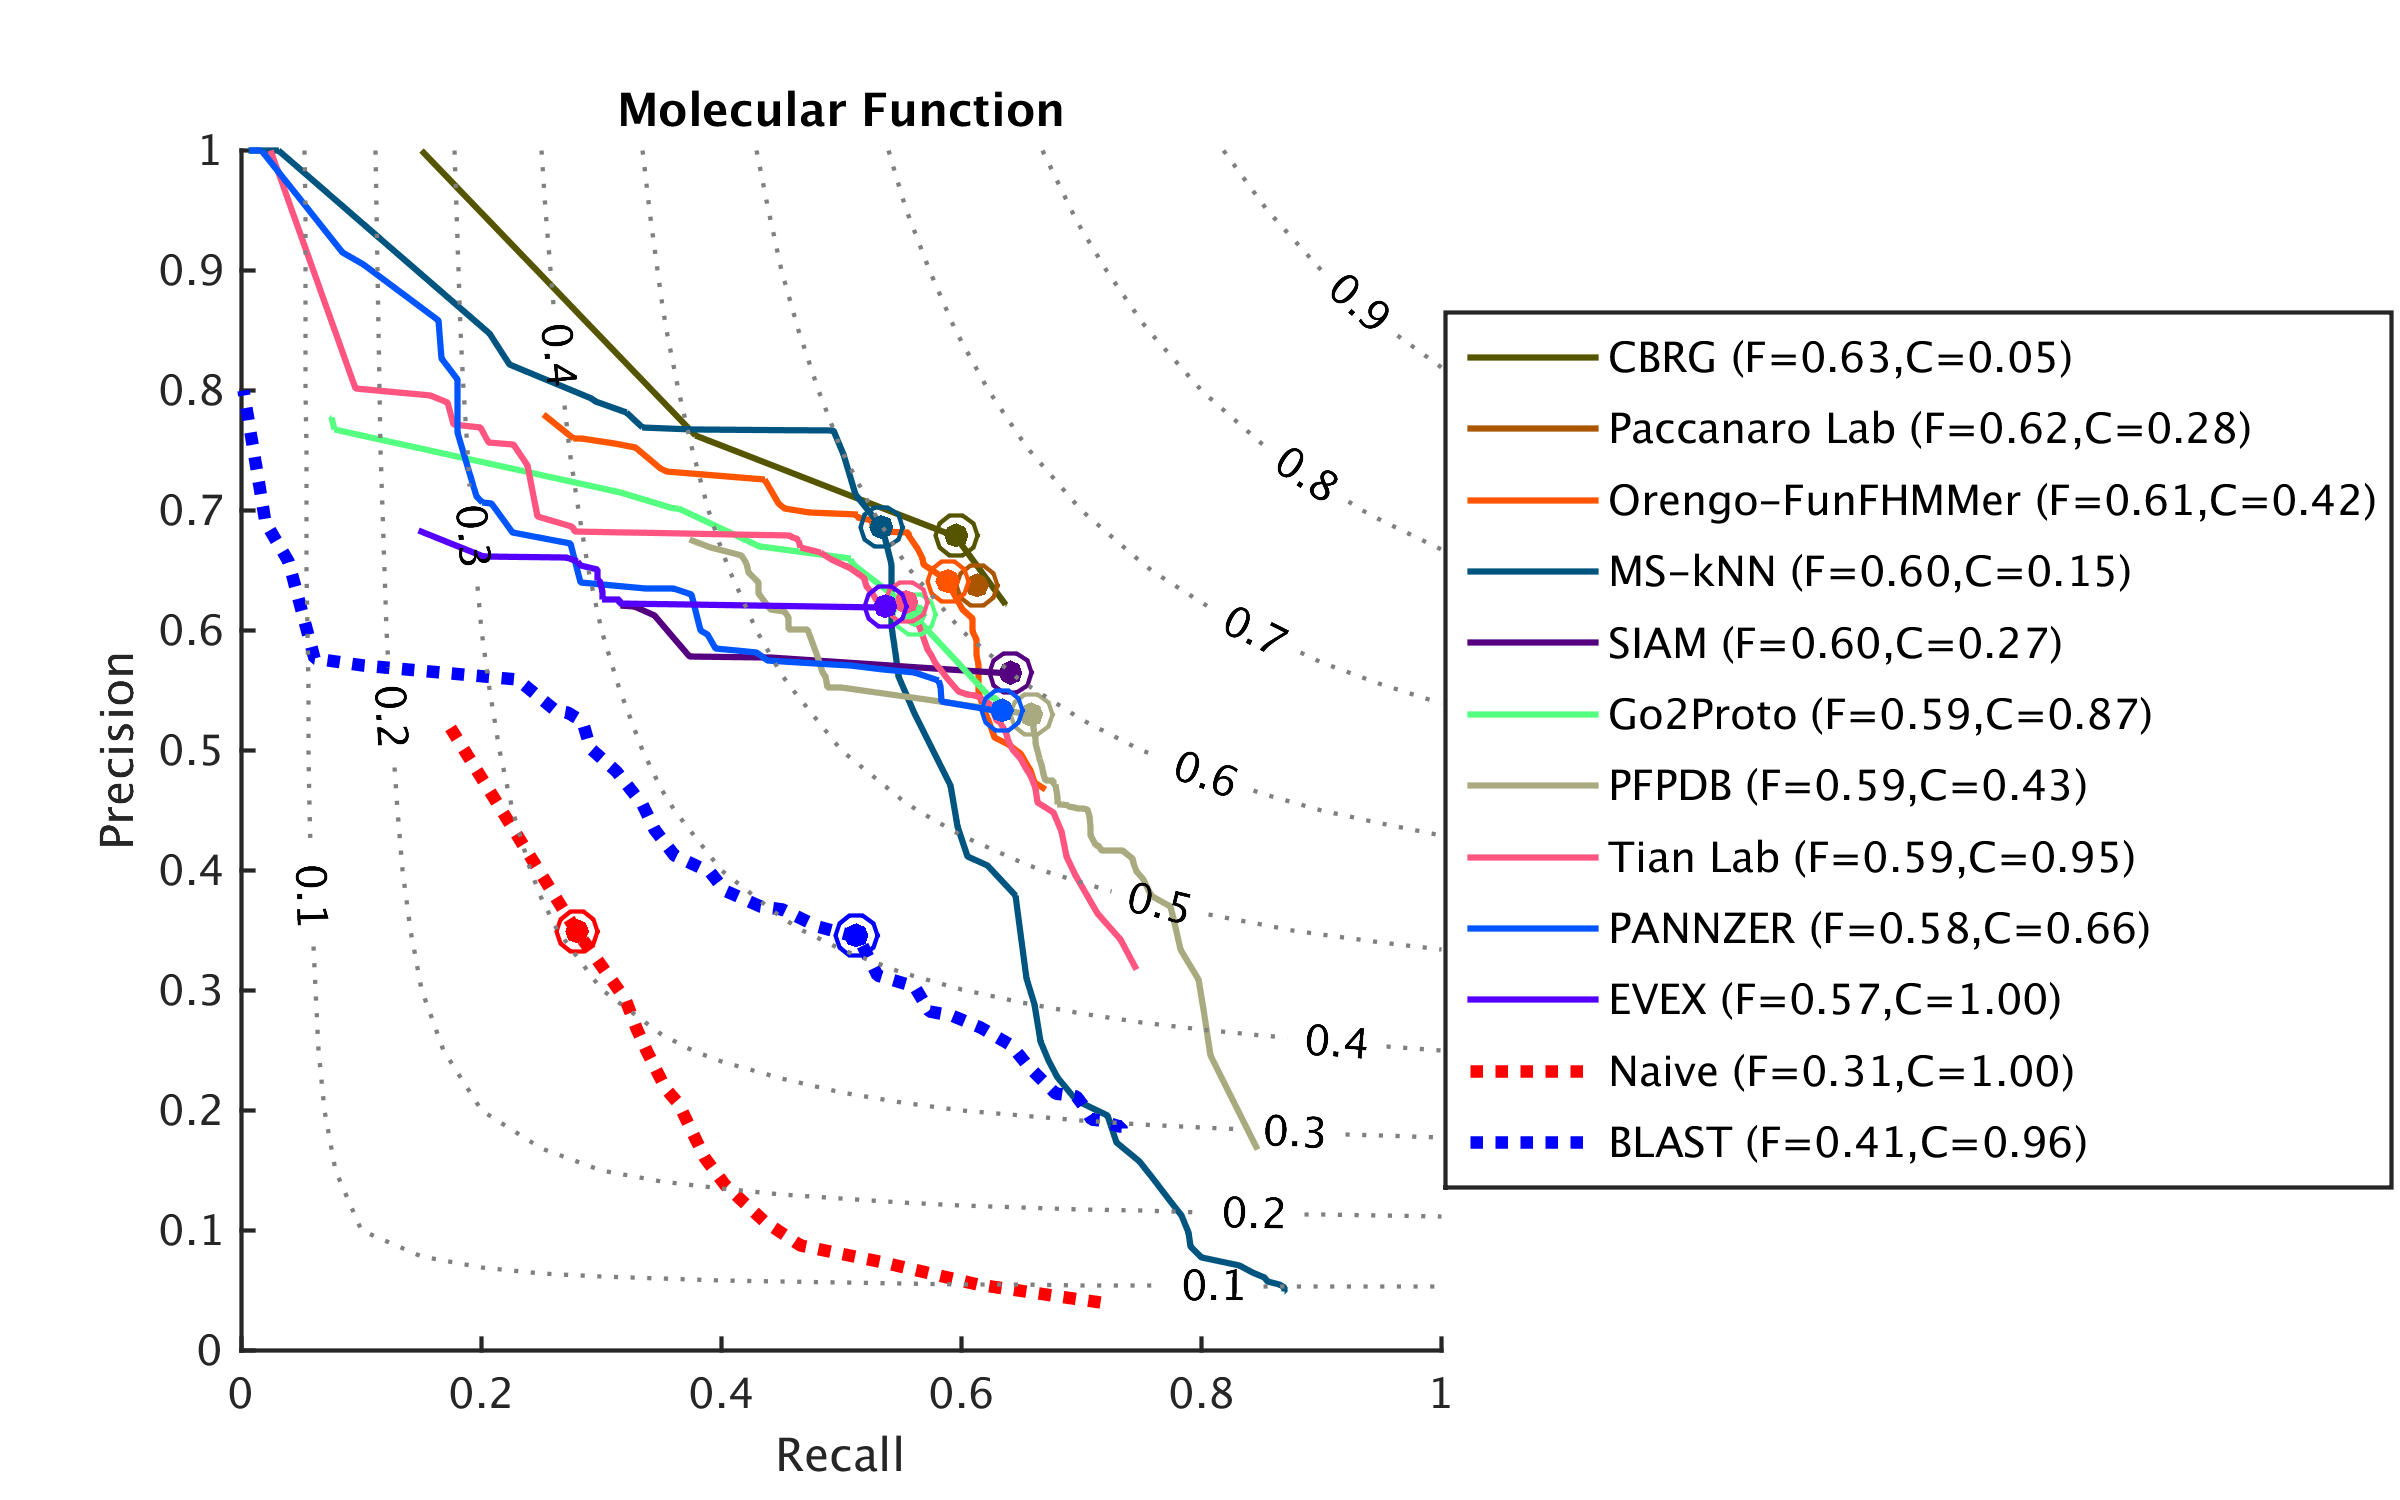 Molecular Function
1
0.9
0.8
0.7
0.6
0.5
0.4
0.3
0.2
0.1
0
Precision
0
0.2
0.4
0.6
0.8
1
Recall
0.1
0.2
0.3
0.4
0.9
0.8
0.7
0.6
0.5
0.4
0.3
0.2
0.1
CBRG (F=0.63,C=0.05)
Paccanaro Lab (F=0.62,C=0.28)
Orengo-FunFHMMer (F=0.61,C=0.42)
MS-kNN (F=0.60,C=0.15)
SIAM (F=0.60,C=0.27)
Go2Proto (F=0.59,C=0.87)
PFPDB (F=0.59,C=0.43)
Tian Lab (F=0.59,C=0.95)
PANNZER (F=0.58,C=0.66)
EVEX (F=0.57,C=1.00)
Naive (F=0.31,C=1.00)
BLAST (F=0.41,C=0.96)